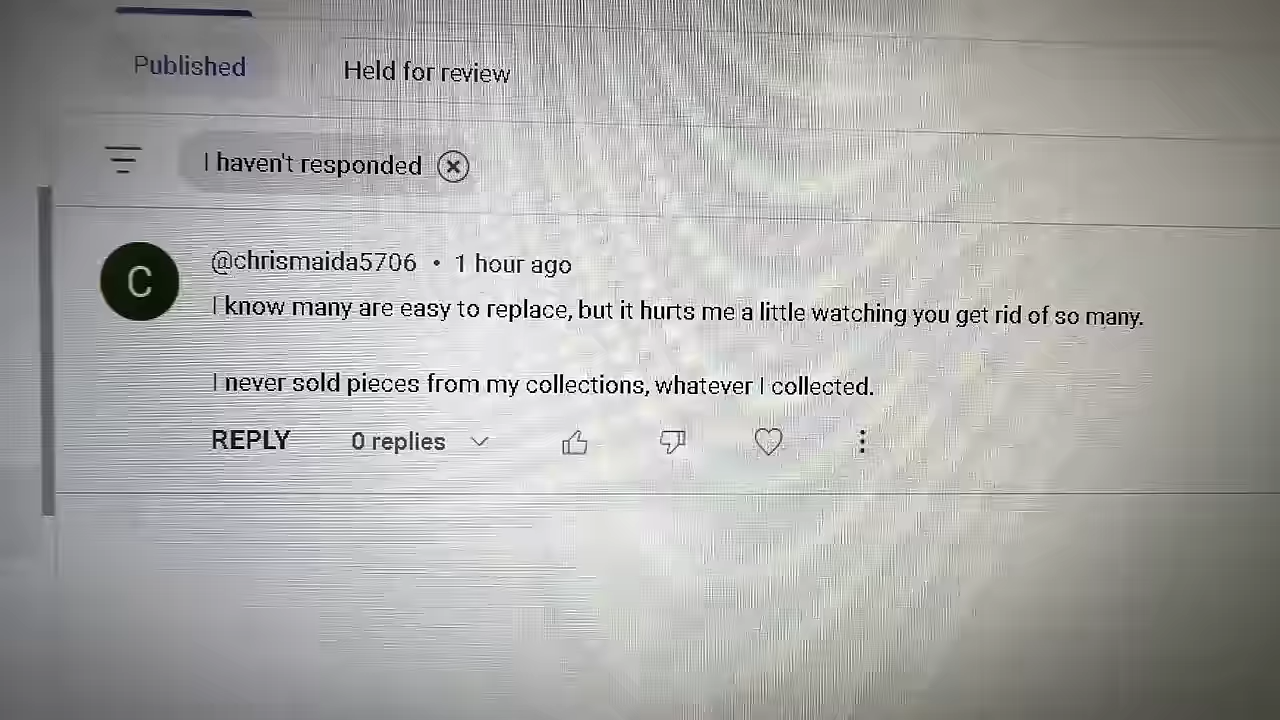 Published
Held for review
I haven't responded
C
@chrismaida5706 • 1 hour ago
I know many are easy to replace, but it hurts me a little watching you get rid of so many.
I never sold pieces from my collections, whatever I collected.
REPLY 0 replies